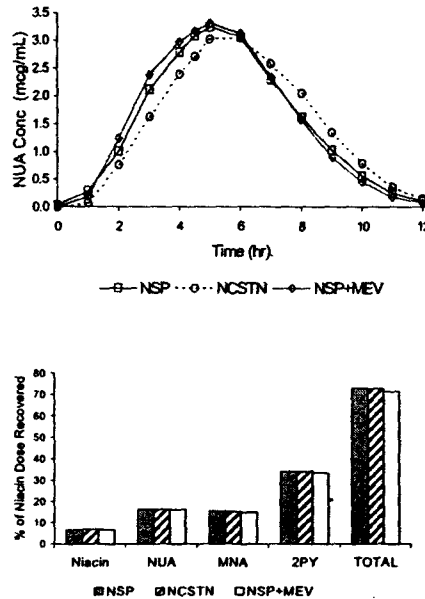 NUA Conc (mcg/mL)
3.5
3.0
2.5
2.0
1.5
1.0
0.5
0.0
0 2 4 6 8 10 12
Time (hr).
NSP NCSTN NSP+MEV
% of Niacin Dose Recovered
80
70
60
50
40
30
20
10
0
Niacin NUA MNA 2PY TOTAL
NSP NCSTN NSP+MEV